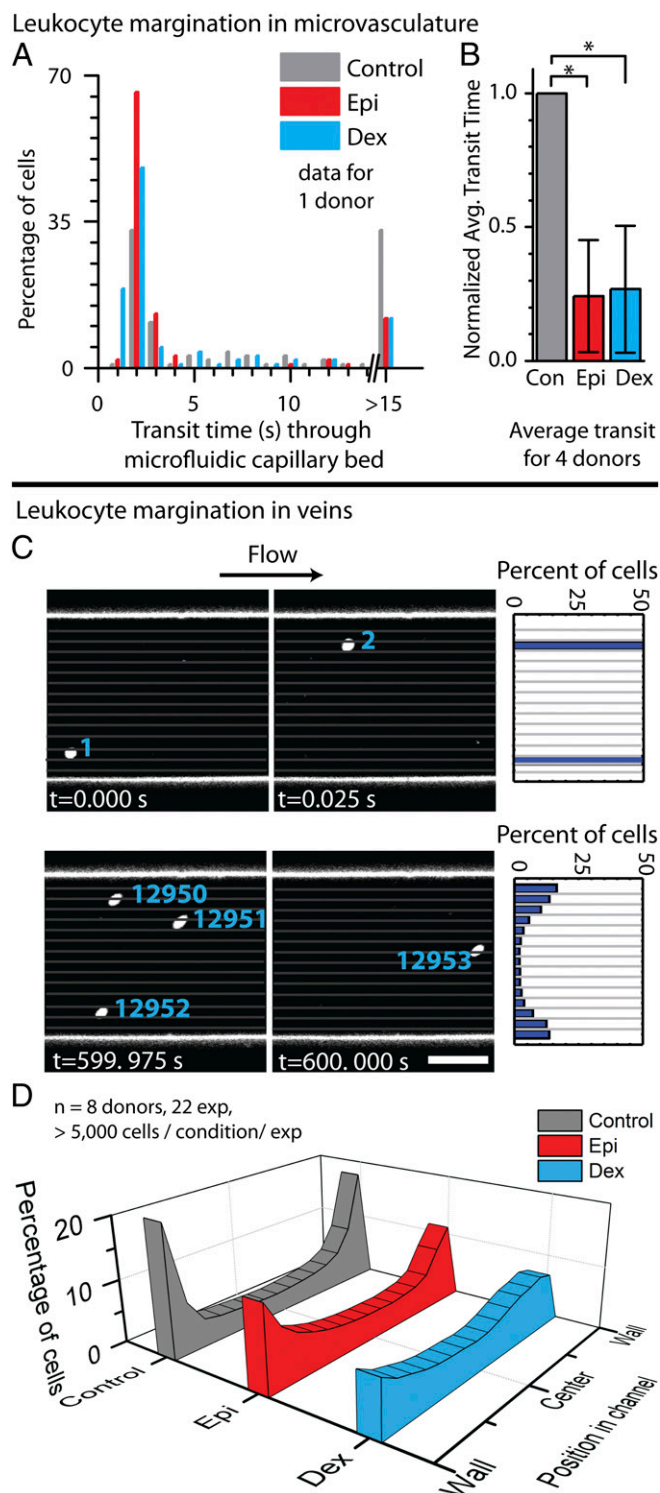 Leukocyte margination in microvasculature
A
70
35
0
Percentage of cells
Control
Epi
Dex
data for
1 donor
0
5
10
>15
Transit time (s) through
microfluidic capillary bed
B
*
*
1.0
0.5
0.0
Normalized Avg. Transit Time
Con
Epi
Dex
Average transit
for 4 donors
Leukocyte margination in veins
C
Flow
Percent of cells
0
25
50
1
2
t=0.000 s
t=0.025 s
Percent of cells
0
25
50
12950
12951
12952
12953
t=599. 975 s
t=600. 000 s
D
n = 8 donors, 22 exp,
> 5,000 cells / condition/ exp
Control
Epi
Dex
20
10
0
Percentage of cells
Control
Epi
Dex
Wall
Center
Wall
Position in channel